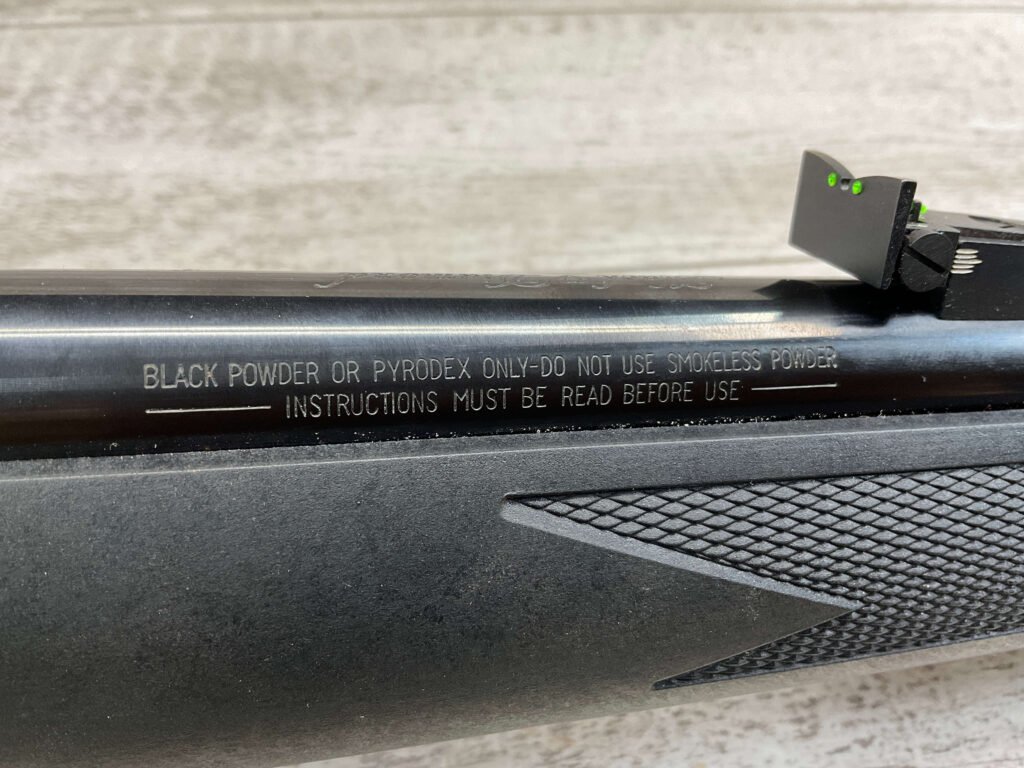 BLACK POWDER OR PYRODEX ONLY-DO NOT USE SMOKELESS POWDER
INSTRUCTIONS MUST BE READ BEFORE USE